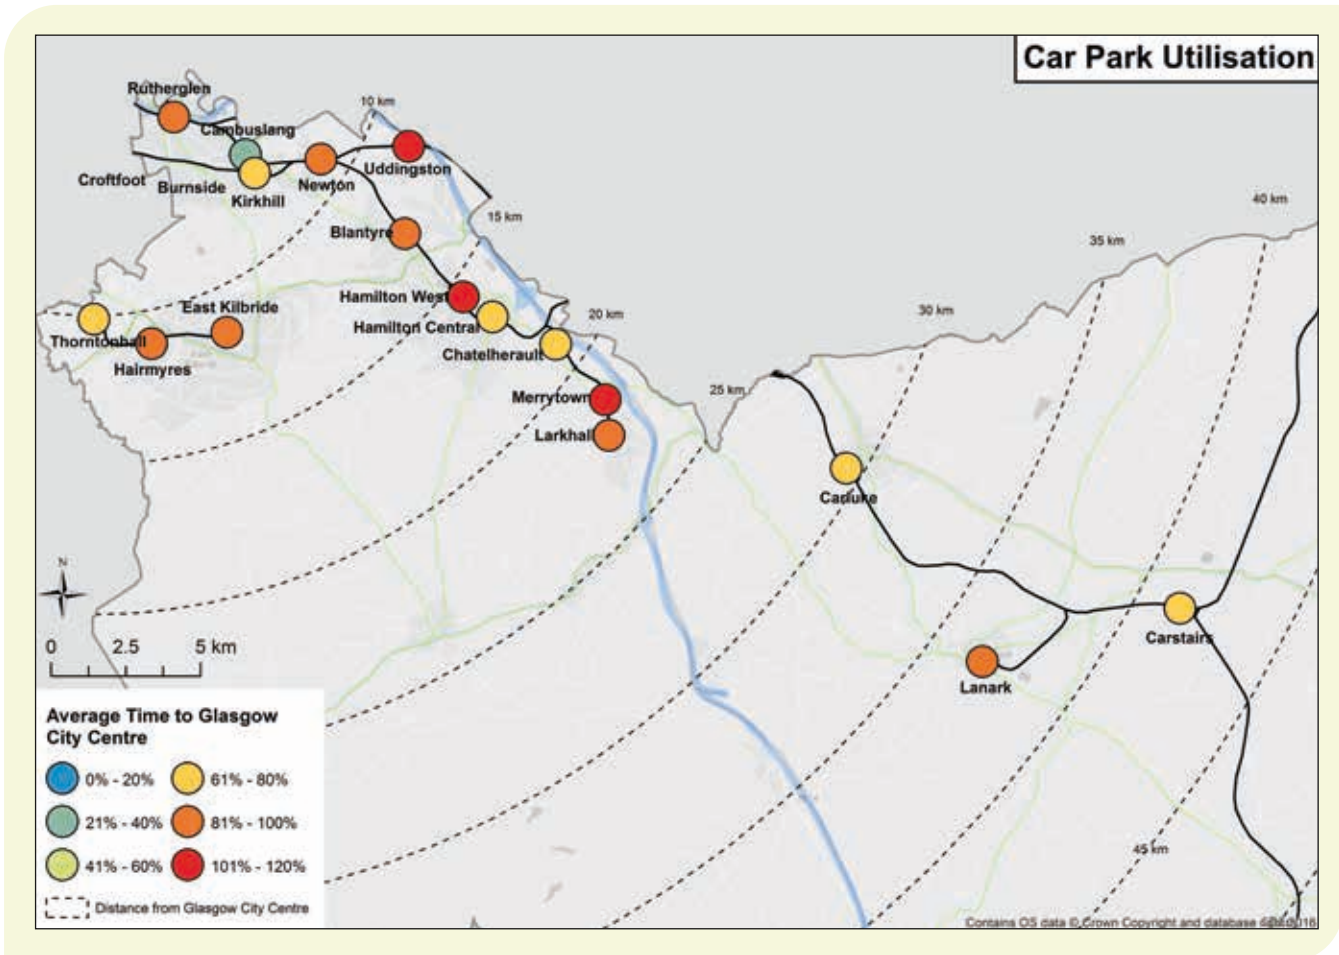 Car Park Utilisation
Rutherglen
10 km
Cambuslang
Uddingston
Croftfoot
Burnside
Newton
Kirkhill
40 km
15 km
Blantyre
35 km
Hamilton West
East Kilbride
30 km
20 km
Hamilton Central
Thorntonhall
Chatelherault
Hairmyres
25 km
Merrytown
Larkhall
Carluke
N
Carstairs
0 2.5 5 km
Lanark
Average Time to Glasgow
City Centre
0% - 20% 61% - 80%
21% - 40% 81% - 100%
41% - 60% 101% - 120%
45 km
Distance from Glasgow City Centre
Contains OS data © Crown Copyright and database 2016